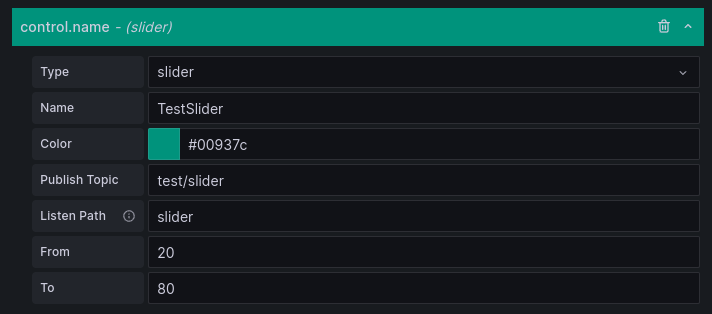 control.name - (slider)
Type slider
Name TestSlider
Color #00937c
Publish Topic test/slider
Listen Path slider
From 20
To 80